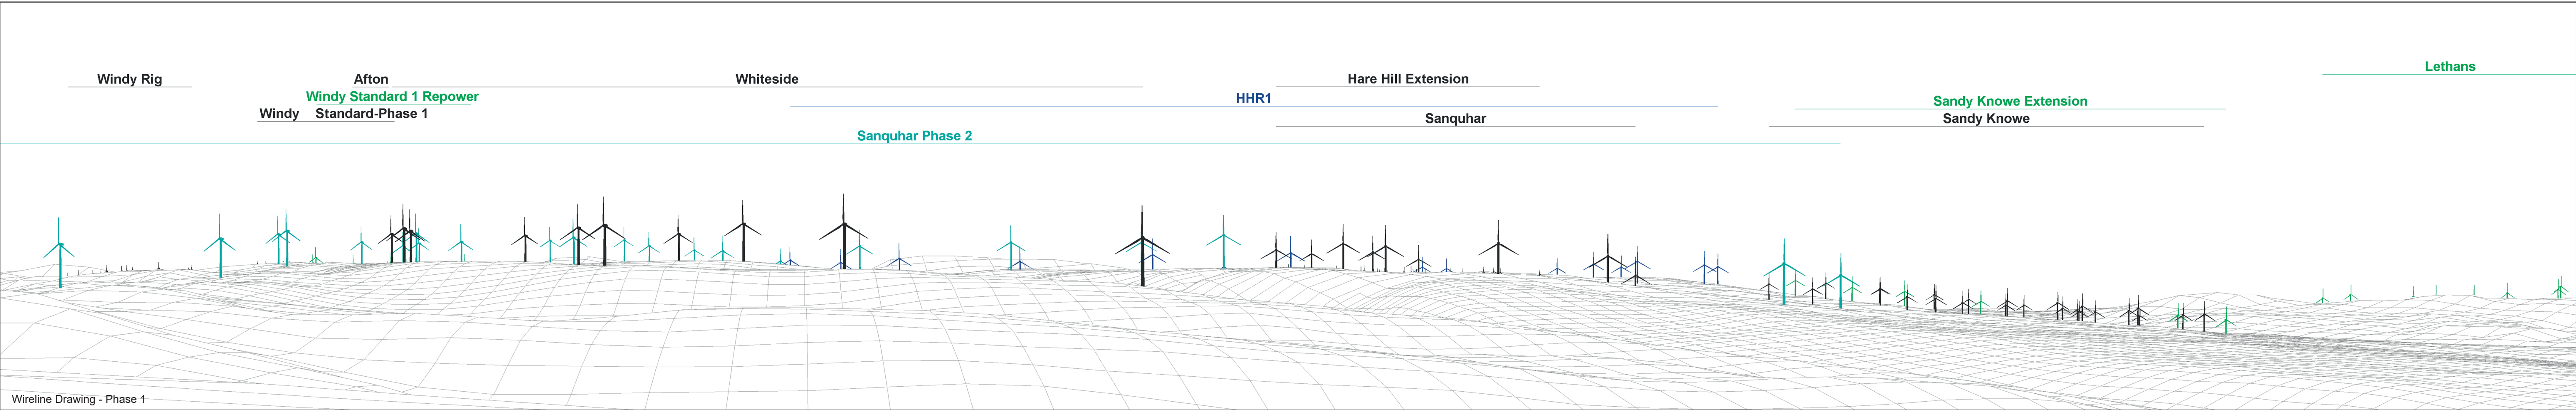 Lethans
Windy Rig
Afton
Whiteside
Hare Hill Extension
Windy Standard 1 Repower
HHR1
Sandy Knowe Extension
Windy Standard-Phase 1
Sanquhar
Sandy Knowe
Sanquhar Phase 2
Wireline Drawing - Phase 1